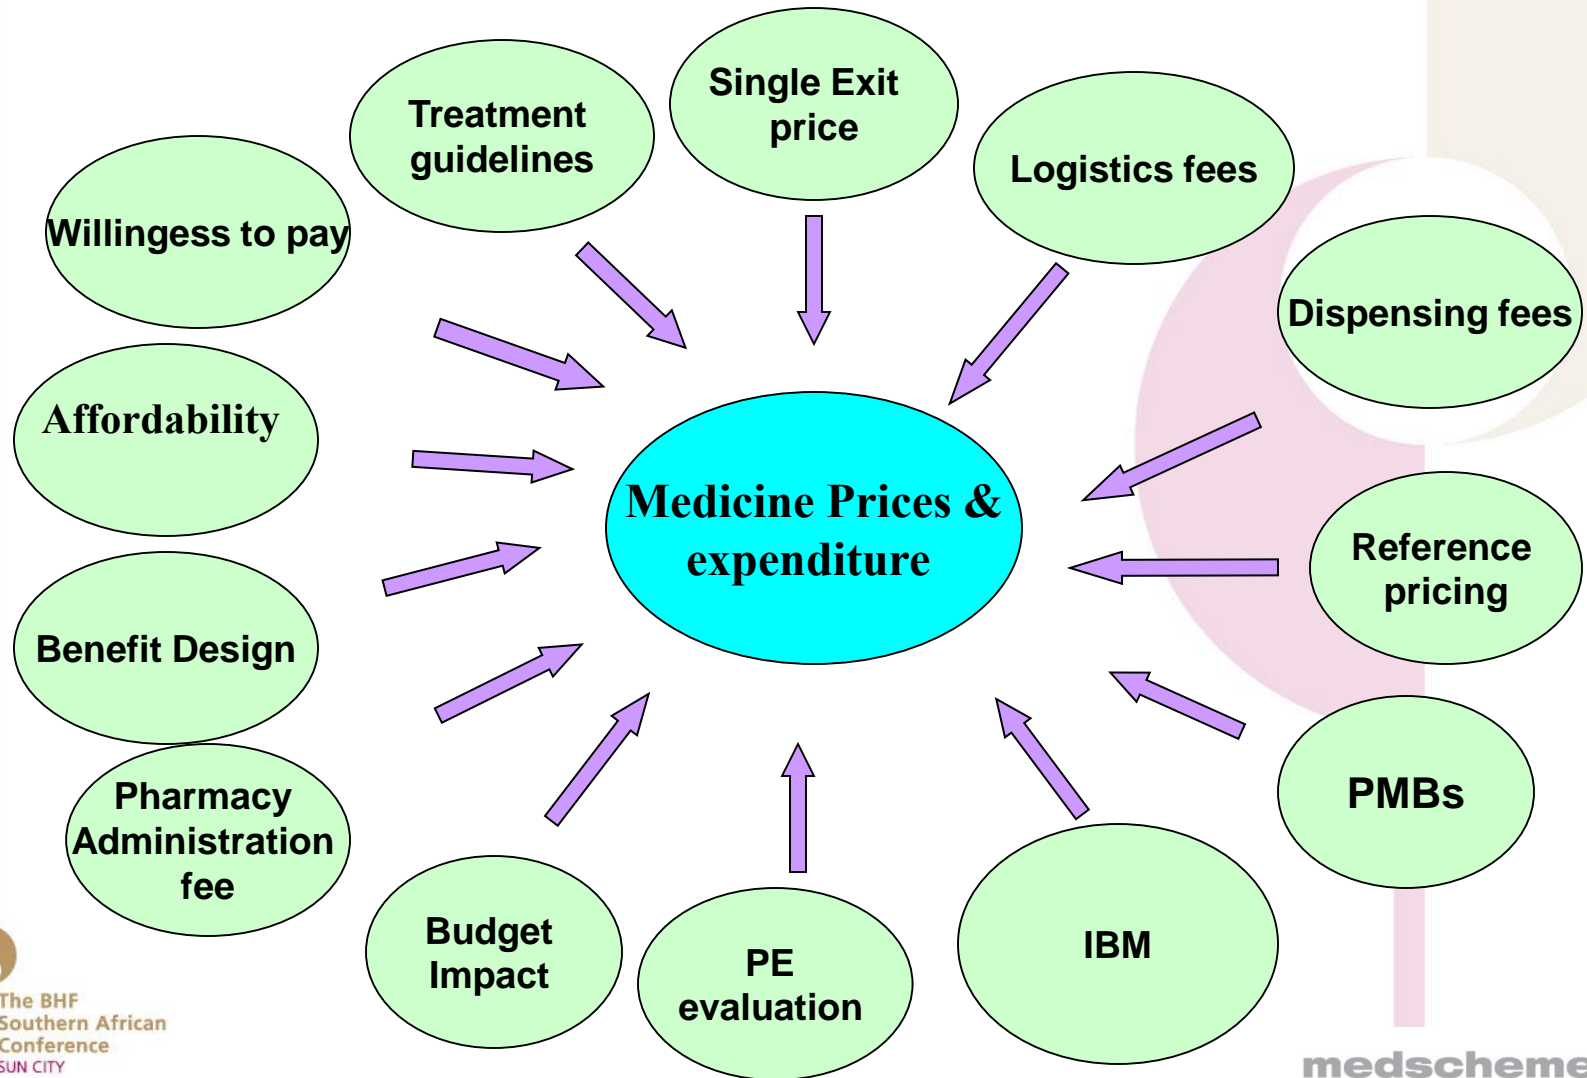 Single Exit
price
Treatment
guidelines
Logistics fees
Willingess to pay
Dispensing fees
Affordability
Medicine Prices &
expenditure
Reference
pricing
Benefit Design
PMBs
Pharmacy
Administration
fee
Budget
Impact
PE
evaluation
IBM
The BHF
Southern African
Conference
SUN CITY
medscheme